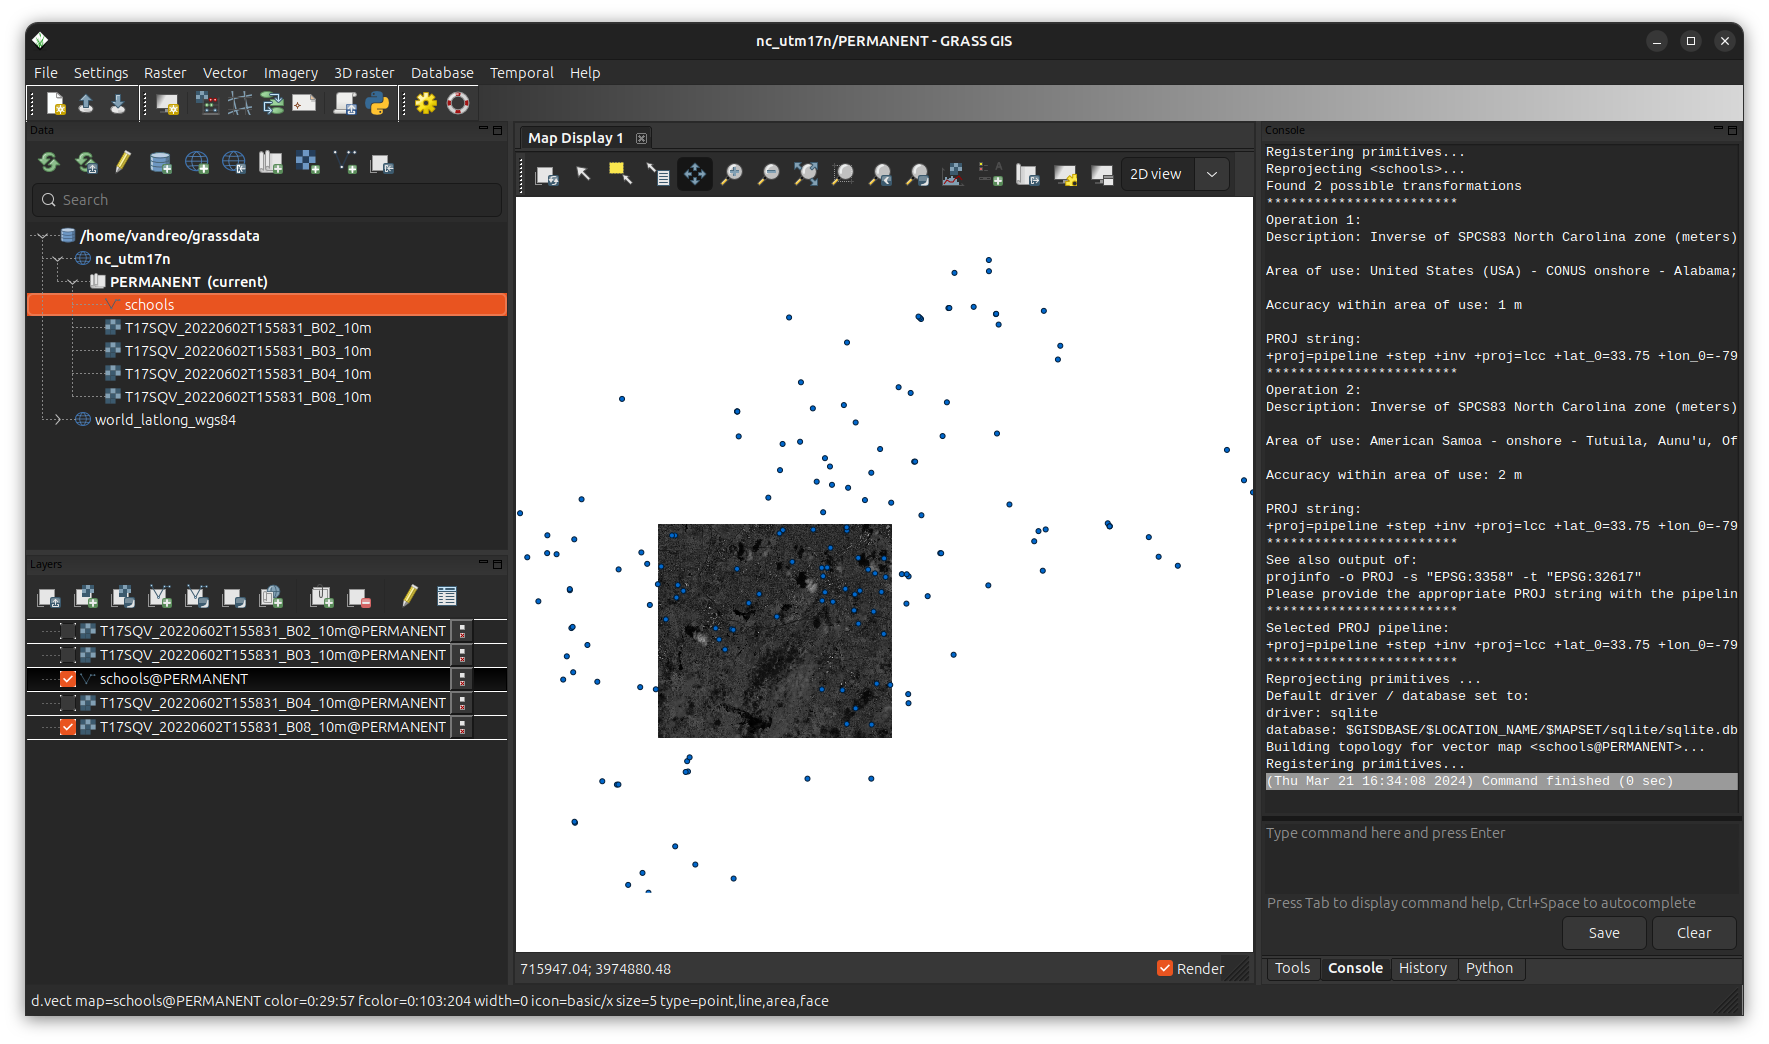 nc_utm17n/PERMANENT - GRASS GIS
File Settings Raster Vector Imagery 3D raster Database Temporal Help
Data
Search
/home/vandreo/grassdata
nc_utm17n
PERMANENT (current)
schools
T17SQV_20220602T155831_B02_10m
T17SQV_20220602T155831_B03_10m
T17SQV_20220602T155831_B04_10m
T17SQV_20220602T155831_B08_10m
world_latlong_wgs84
Layers
T17SQV_20220602T155831_B02_10m@PERMANENT
T17SQV_20220602T155831_B03_10m@PERMANENT
schools@PERMANENT
T17SQV_20220602T155831_B04_10m@PERMANENT
T17SQV_20220602T155831_B08_10m@PERMANENT
Map Display 1
2D view
715947.04; 3974880.48
Render
Console
Registering primitives...
Reprojecting <schools>...
Found 2 possible transformations
************************
Operation 1:
Description: Inverse of SPCS83 North Carolina zone (meters)
Area of use: United States (USA) - CONUS onshore - Alabama;
Accuracy within area of use: 1 m
PROJ string:
+proj=pipeline +step +inv +proj=lcc +lat_0=33.75 +lon_0=-79
************************
Operation 2:
Description: Inverse of SPCS83 North Carolina zone (meters)
Area of use: American Samoa - onshore - Tutuila, Aunu'u, Of
Accuracy within area of use: 2 m
PROJ string:
+proj=pipeline +step +inv +proj=lcc +lat_0=33.75 +lon_0=-79
************************
See also output of:
projinfo -o PROJ -s "EPSG:3358" -t "EPSG:32617"
Please provide the appropriate PROJ string with the pipelin
************************
Selected PROJ pipeline:
+proj=pipeline +step +inv +proj=lcc +lat_0=33.75 +lon_0=-79
************************
Reprojecting primitives ...
Default driver / database set to:
driver: sqlite
database: $GISDBASE/$LOCATION_NAME/$MAPSET/sqlite/sqlite.db
Building topology for vector map <schools@PERMANENT>...
Registering primitives...
(Thu Mar 21 16:34:08 2024) Command finished (0 sec)
Type command here and press Enter
Press Tab to display command help, Ctrl+Space to autocomplete
Save Clear
Tools Console History Python
d.vect map=schools@PERMANENT color=0:29:57 fcolor=0:103:204 width=0 icon=basic/x size=5 type=point,line,area,face